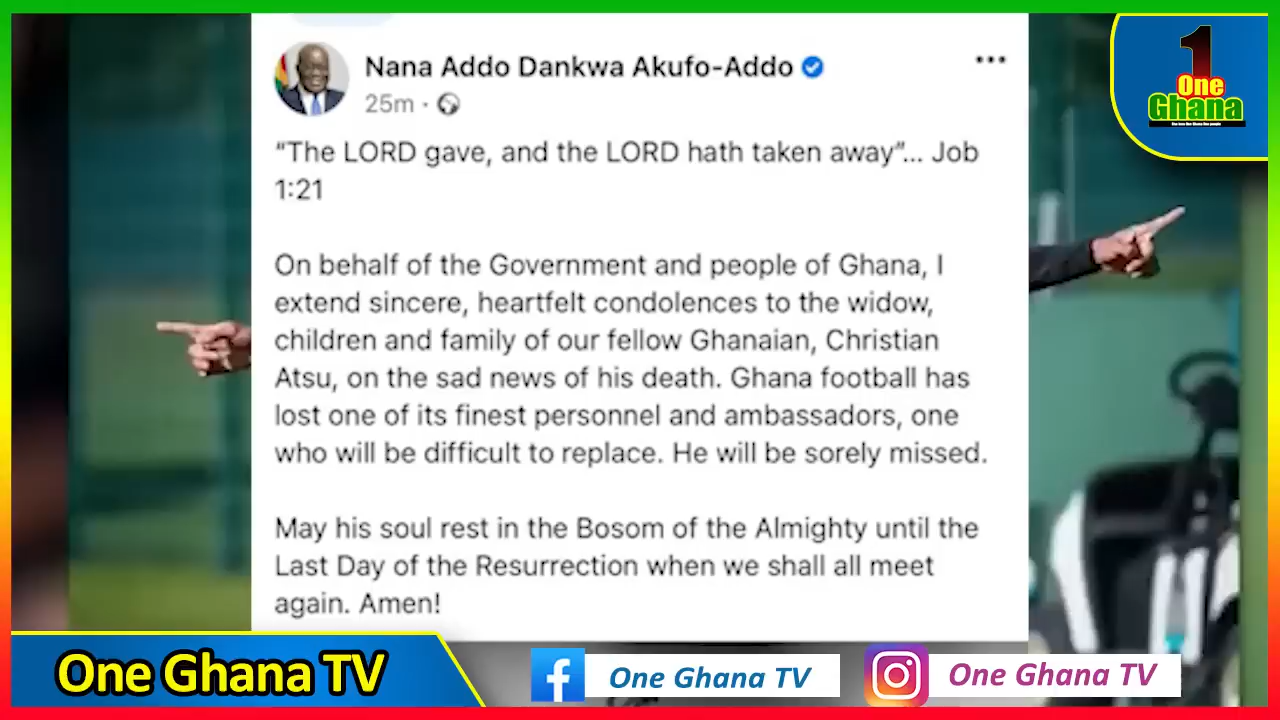 Nana Addo Dankwa Akufo-Addo
25m ·
“The LORD gave, and the LORD hath taken away”... Job
1:21
On behalf of the Government and people of Ghana, I
extend sincere, heartfelt condolences to the widow,
children and family of our fellow Ghanaian, Christian
Atsu, on the sad news of his death. Ghana football has
lost one of its finest personnel and ambassadors, one
who will be difficult to replace. He will be sorely missed.
May his soul rest in the Bosom of the Almighty until the
Last Day of the Resurrection when we shall all meet
again. Amen!
1
One
Ghana
One Ghana TV
One Ghana TV
One Ghana TV